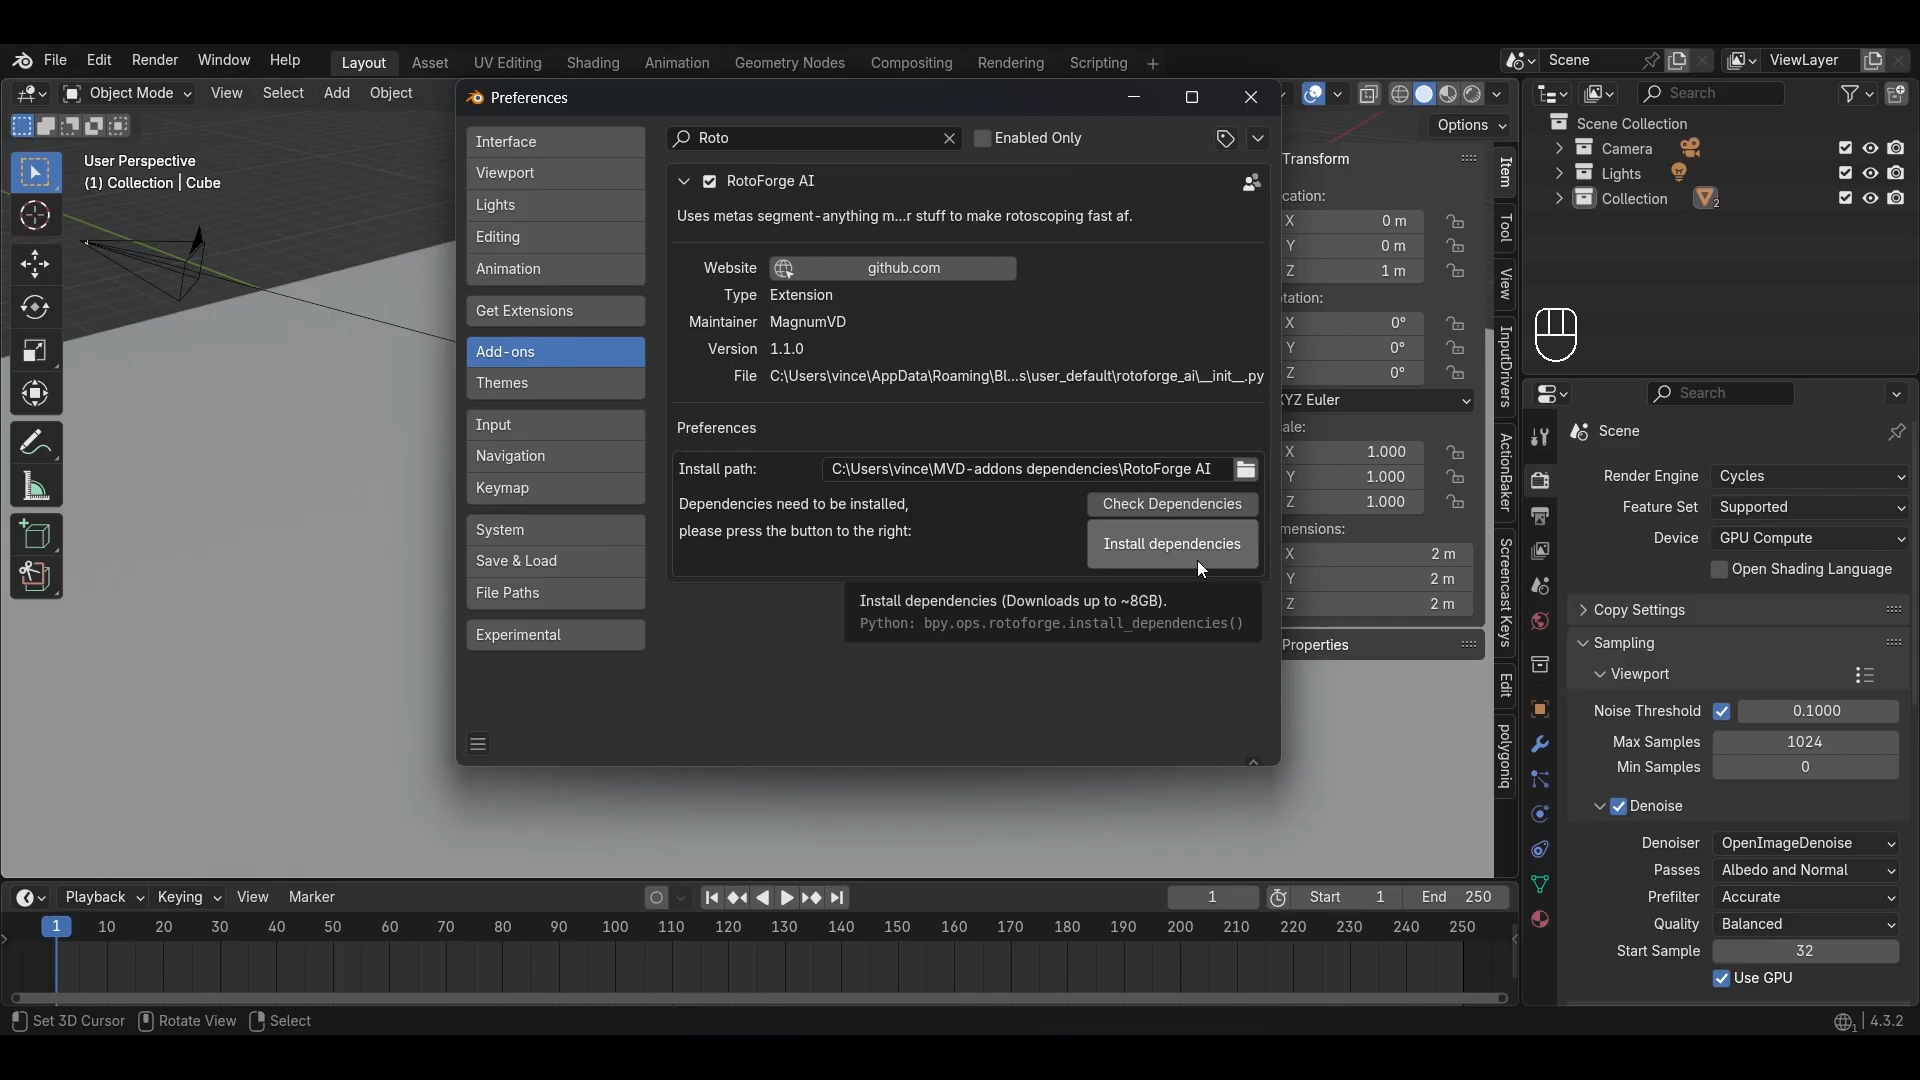 File Edit Render Window Help Layout Asset UV Editing Shading Animation Geometry Nodes Compositing Rendering Scripting + Scene ViewLayer
Object Mode View Select Add Object
Options
User Perspective
(1) Collection | Cube
Preferences
Interface
Viewport
Lights
Editing
Animation
Get Extensions
Add-ons
Themes
Input
Navigation
Keymap
System
Save & Load
File Paths
Experimental
Roto
Enabled Only
RotoForge AI
Uses metas segment-anything m...r stuff to make rotoscoping fast af.
Website github.com
Type Extension
Maintainer MagnumVD
Version 1.1.0
File C:\Users\vince\AppData\Roaming\Bl...s\user_default\rotoforge_ai\__init__.py
Preferences
Install path: C:\Users\vince\MVD-addons dependencies\RotoForge AI
Dependencies need to be installed, Check Dependencies
please press the button to the right: Install dependencies
Install dependencies (Downloads up to ~8GB).
Python: bpy.ops.rotoforge.install_dependencies()
Transform
cation:
X 0 m
Y 0 m
Z 1 m
tation:
X 0°
Y 0°
Z 0°
XYZ Euler
ale:
X 1.000
Y 1.000
Z 1.000
mensions:
X 2 m
Y 2 m
Z 2 m
Properties
Item
Tool
View
InputDrivers
ActionBaker
Screencast Keys
Edit
polygoniq
Search
Scene Collection
Camera
Lights
Collection 2
Search
Scene
Render Engine Cycles
Feature Set Supported
Device GPU Compute
Open Shading Language
Copy Settings
Sampling
Viewport
Noise Threshold 0.1000
Max Samples 1024
Min Samples 0
Denoise
Denoiser OpenImageDenoise
Passes Albedo and Normal
Prefilter Accurate
Quality Balanced
Start Sample 32
Use GPU
Playback Keying View Marker 1 Start 1 End 250
1 10 20 30 40 50 60 70 80 90 100 110 120 130 140 150 160 170 180 190 200 210 220 230 240 250
Set 3D Cursor Rotate View Select 1 4.3.2